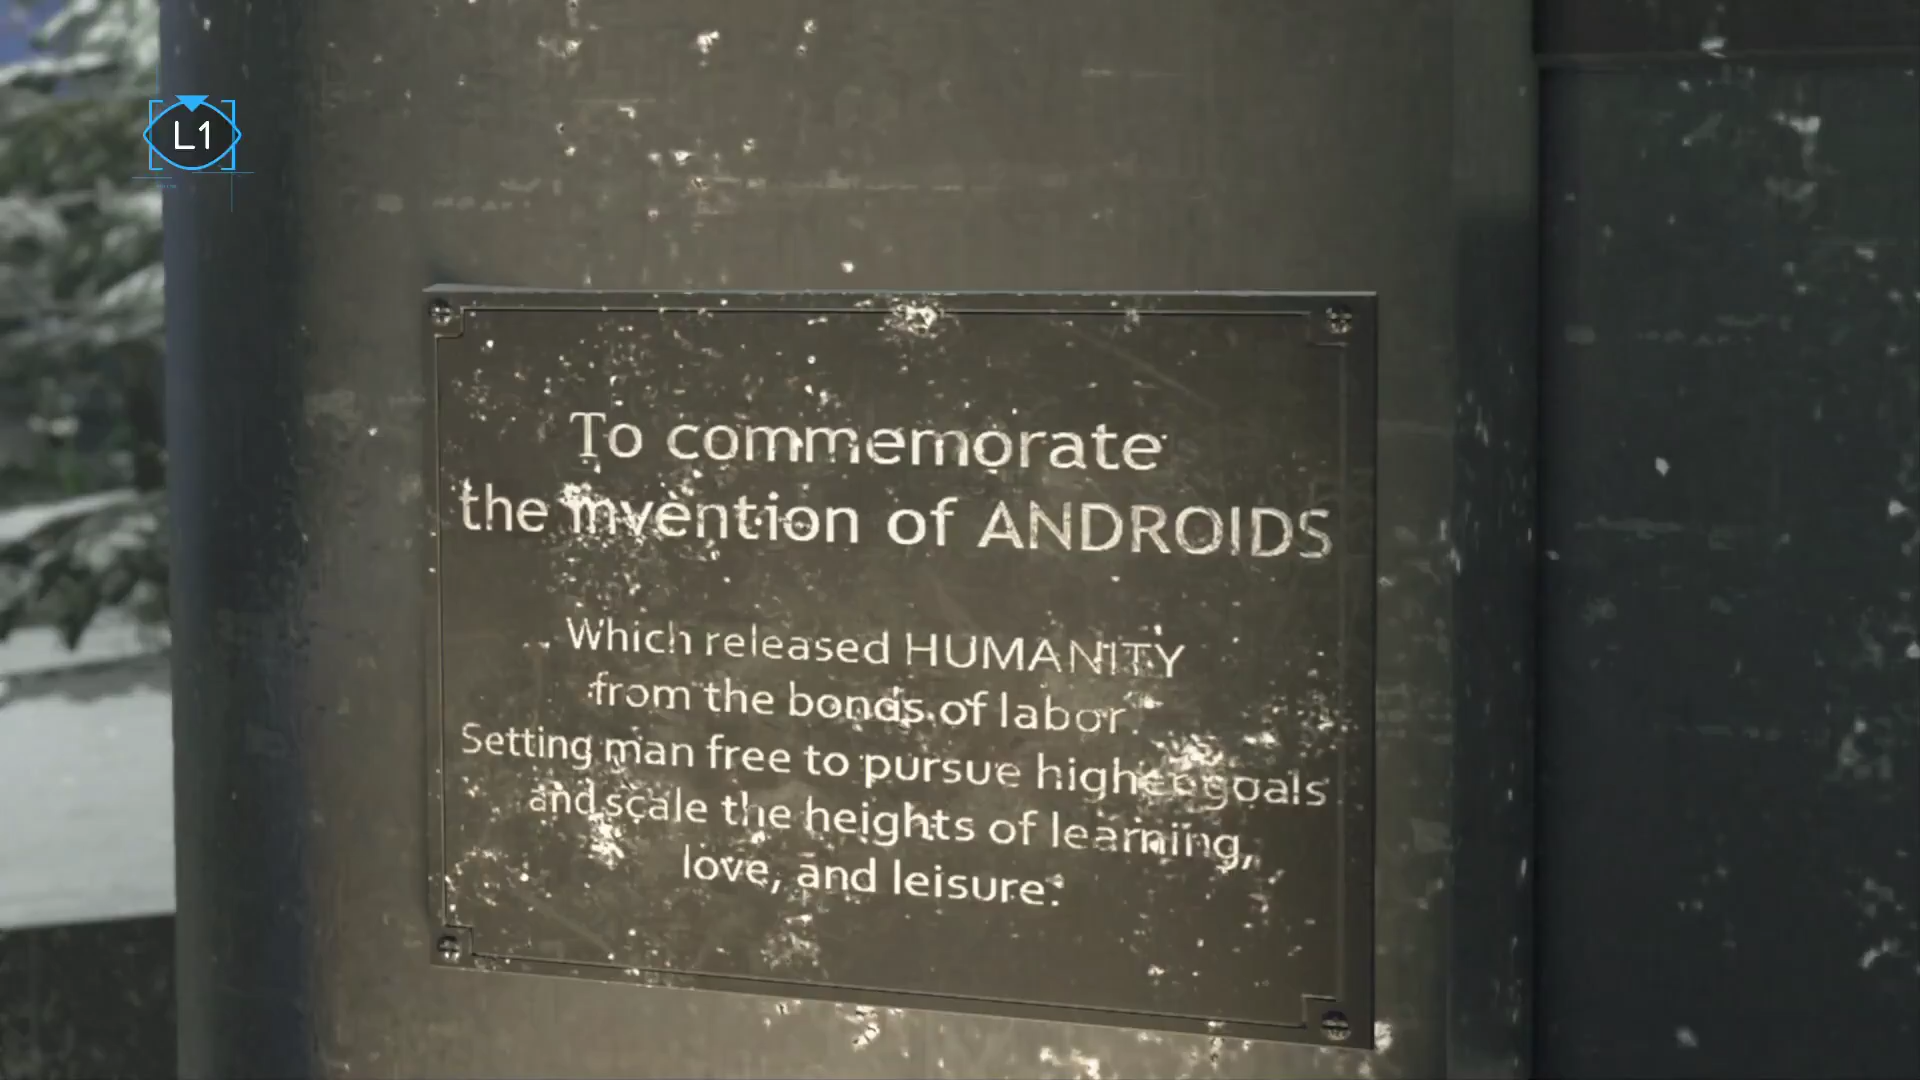 L1
To commemorate
the invention of ANDROIDS
Which released HUMANITY
from the bonds of labor.
Setting man free to pursue higher goals
and scale the heights of learning,
love, and leisure.